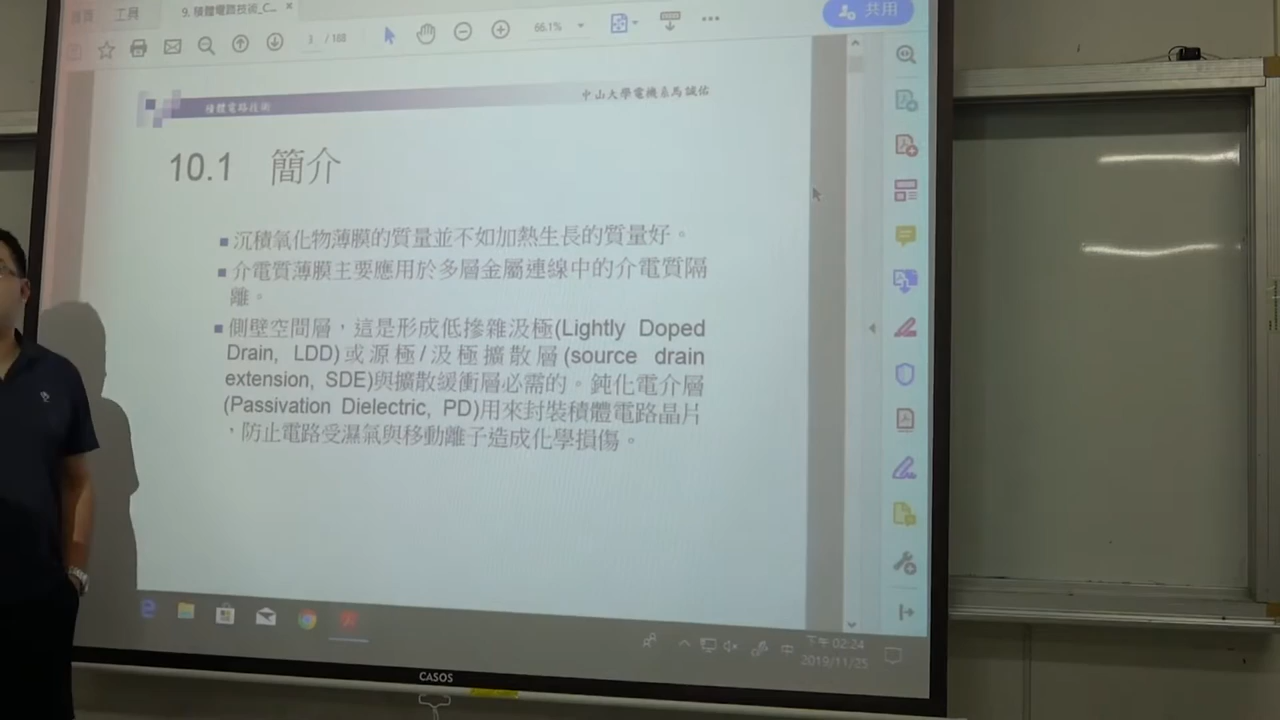 工具
9. 積體電路技術_C...
3 / 188
66.1%
共用
積體電路技術
中山大學電機系馬誠佑
10.1 簡介
沉積氧化物薄膜的質量並不如加熱生長的質量好。
介電質薄膜主要應用於多層金屬連線中的介電質隔
離。
側壁空間層，這是形成低摻雜汲極(Lightly Doped
Drain, LDD)或源極/汲極擴散層(source drain
extension, SDE)與擴散緩衝層必需的。鈍化電介層
(Passivation Dielectric, PD)用來封裝積體電路晶片
，防止電路受濕氣與移動離子造成化學損傷。
中
下午 02:24
2019/11/25
CASOS